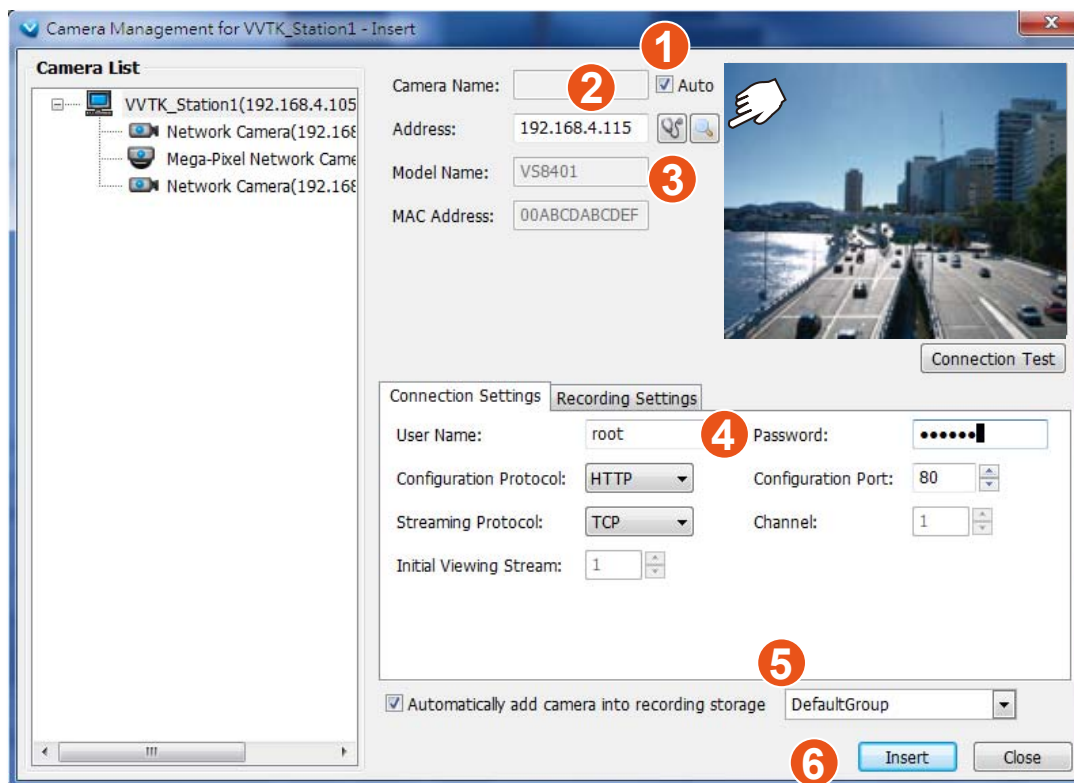 Camera Management for VVTK_Station1 - Insert
x
1
Camera List
VVTK_Station1(192.168.4.105
Network Camera(192.168
Mega-Pixel Network Came
Network Camera(192.168
Camera Name:
2
Auto
Address:
192.168.4.115
Model Name:
VS8401
3
MAC Address:
00ABCDABCDEF
Connection Test
Connection Settings
Recording Settings
User Name:
root
4
Password:
●●●●●●
Configuration Protocol:
HTTP
Configuration Port:
80
Streaming Protocol:
TCP
Channel:
1
Initial Viewing Stream:
1
5
Automatically add camera into recording storage
DefaultGroup
6
Insert
Close